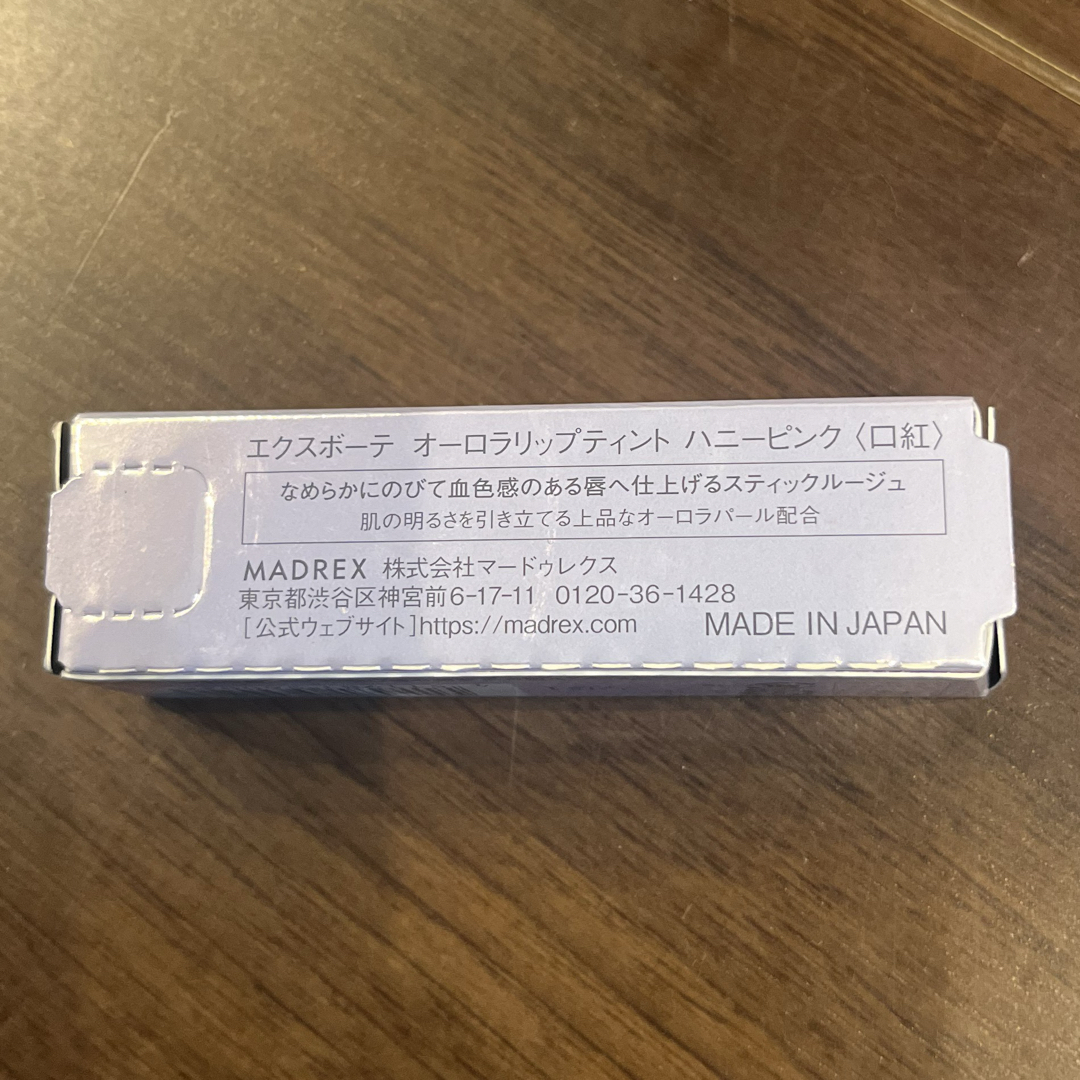 エクスボーテ オーロラリップティント ハニーピンク〈口紅〉
なめらかにのびて血色感のある唇へ仕上げるスティックルージュ
肌の明るさを引き立てる上品なオーロラパール配合
MADREX 株式会社マードゥレクス
東京都渋谷区神宮前6-17-11 0120-36-1428
[公式ウェブサイト]https://madrex.com MADE IN JAPAN